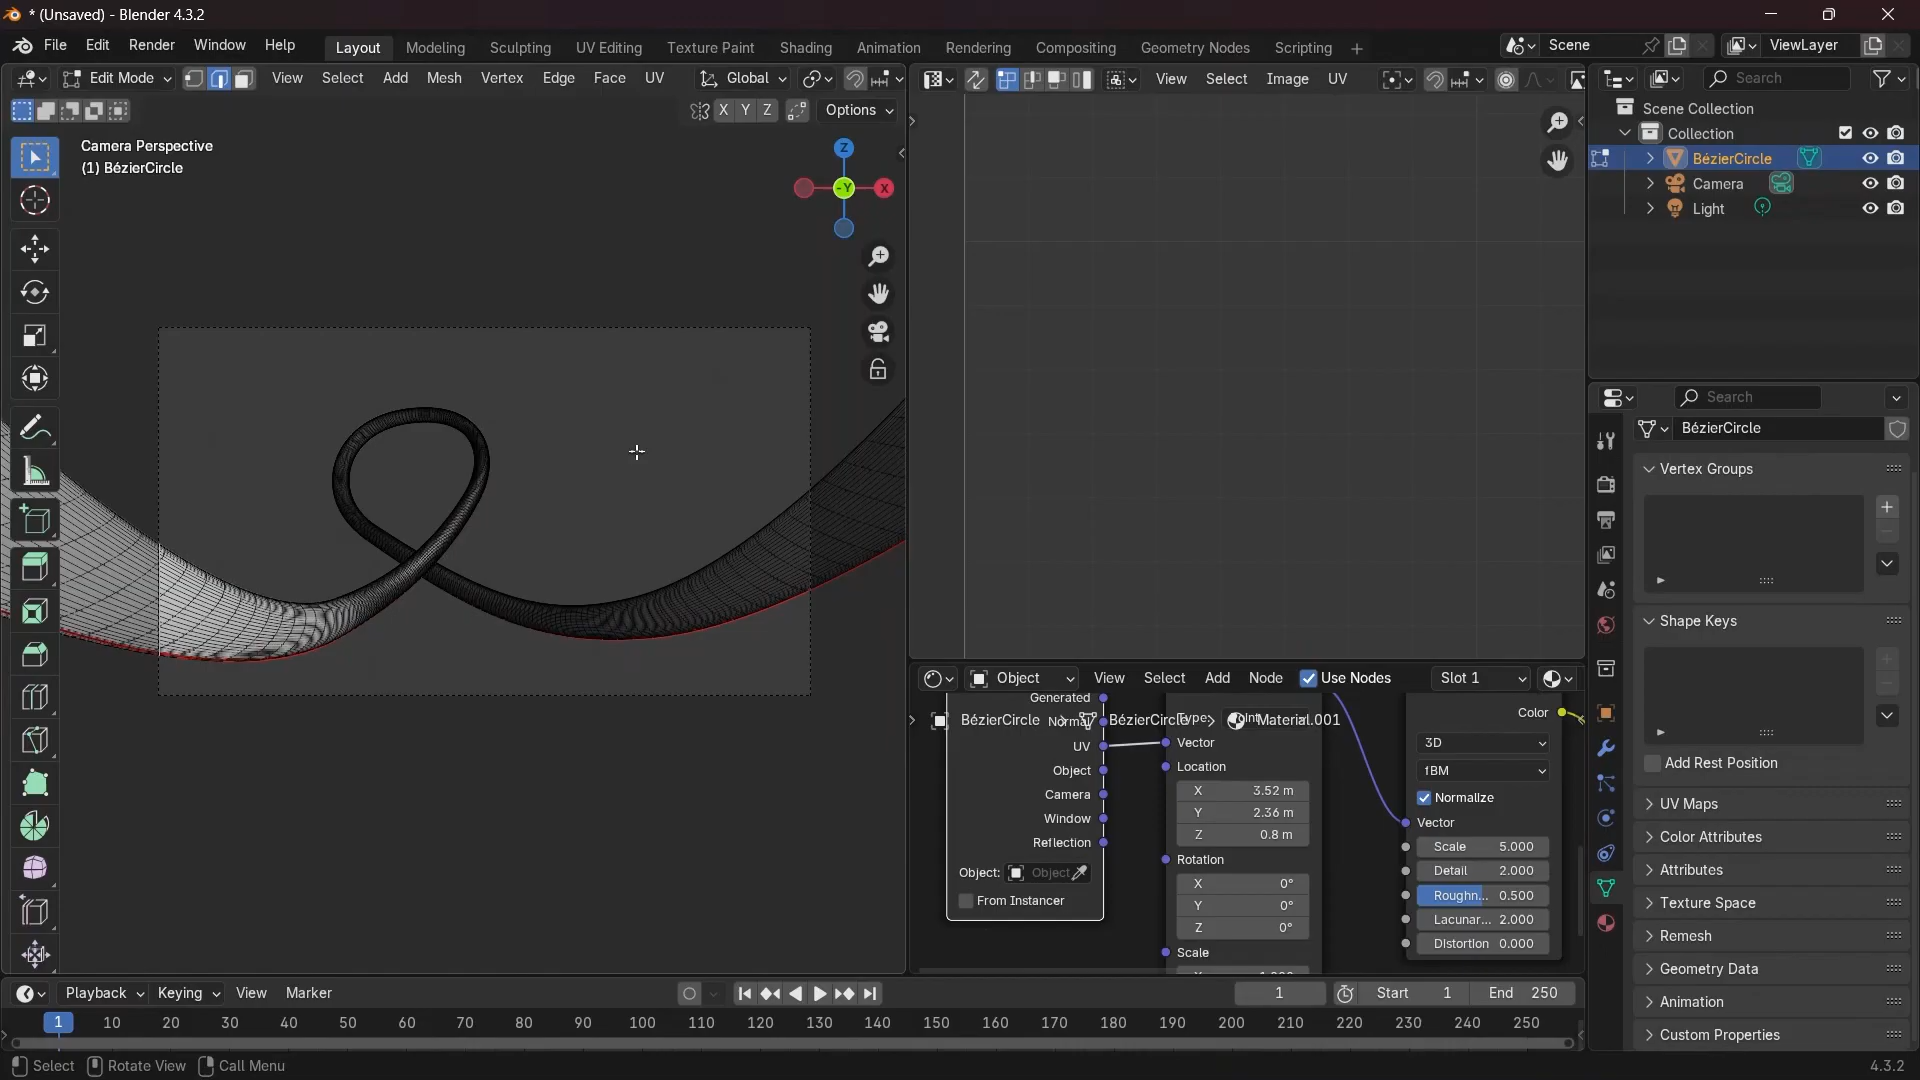 * (Unsaved) - Blender 4.3.2
File Edit Render Window Help
Layout Modeling Sculpting UV Editing Texture Paint Shading Animation Rendering Compositing Geometry Nodes Scripting +
Scene
ViewLayer
Edit Mode View Select Add Mesh Vertex Edge Face UV Global
X Y Z Options
Camera Perspective
(1) BézierCircle
Z
-Y
X
View Select Image UV
Search
Scene Collection
Collection
BézierCircle
Camera
Light
Search
BézierCircle
Vertex Groups
Shape Keys
Add Rest Position
UV Maps
Color Attributes
Attributes
Texture Space
Remesh
Geometry Data
Animation
Custom Properties
Object View Select Add Node Use Nodes Slot 1
BézierCircle > BézierCircle > Material.001
Generated
Normal
UV
Object
Camera
Window
Reflection
Object: Object
From Instancer
Type:
Vector
Location
X 3.52 m
Y 2.36 m
Z 0.8 m
Rotation
X 0°
Y 0°
Z 0°
Scale
Color
3D
fBM
Normalize
Vector
Scale 5.000
Detail 2.000
Roughn... 0.500
Lacunar... 2.000
Distortion 0.000
Playback Keying View Marker
1
Start 1
End 250
1 10 20 30 40 50 60 70 80 90 100 110 120 130 140 150 160 170 180 190 200 210 220 230 240 250
Select Rotate View Call Menu
4.3.2